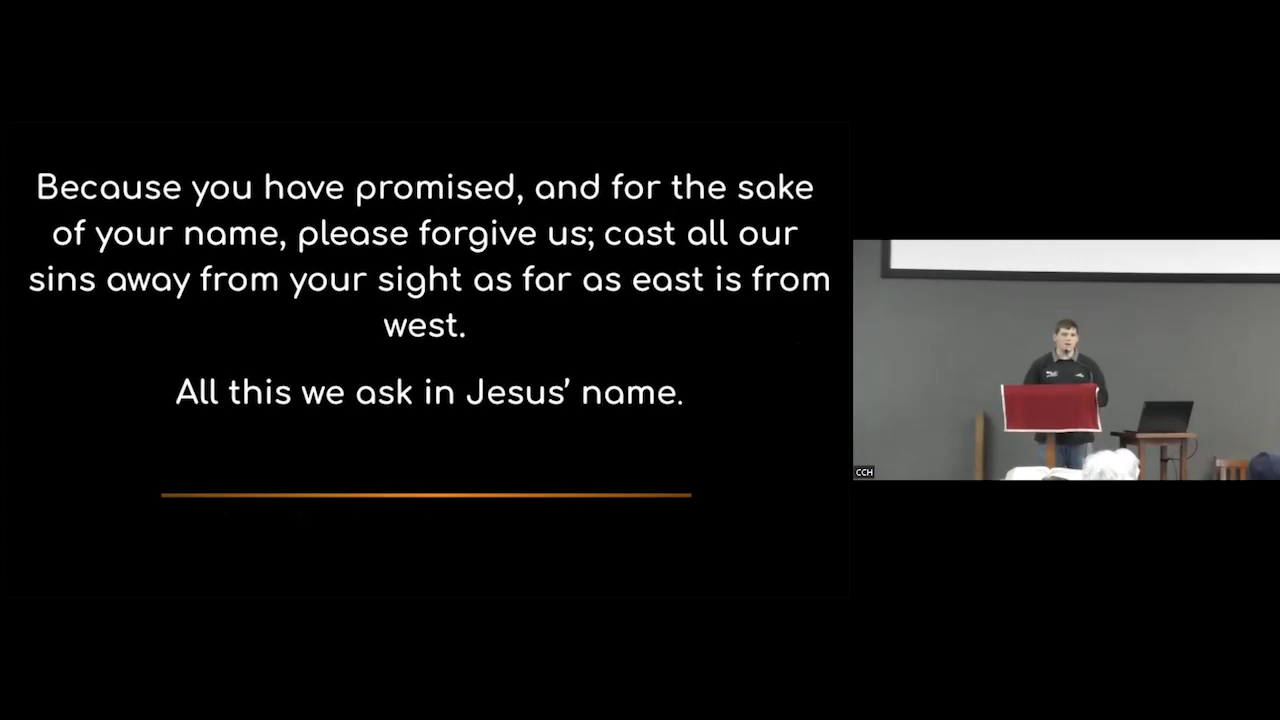 Because you have promised, and for the sake
of your name, please forgive us; cast all our
sins away from your sight as far as east is from
west.
All this we ask in Jesus’ name.
CCH